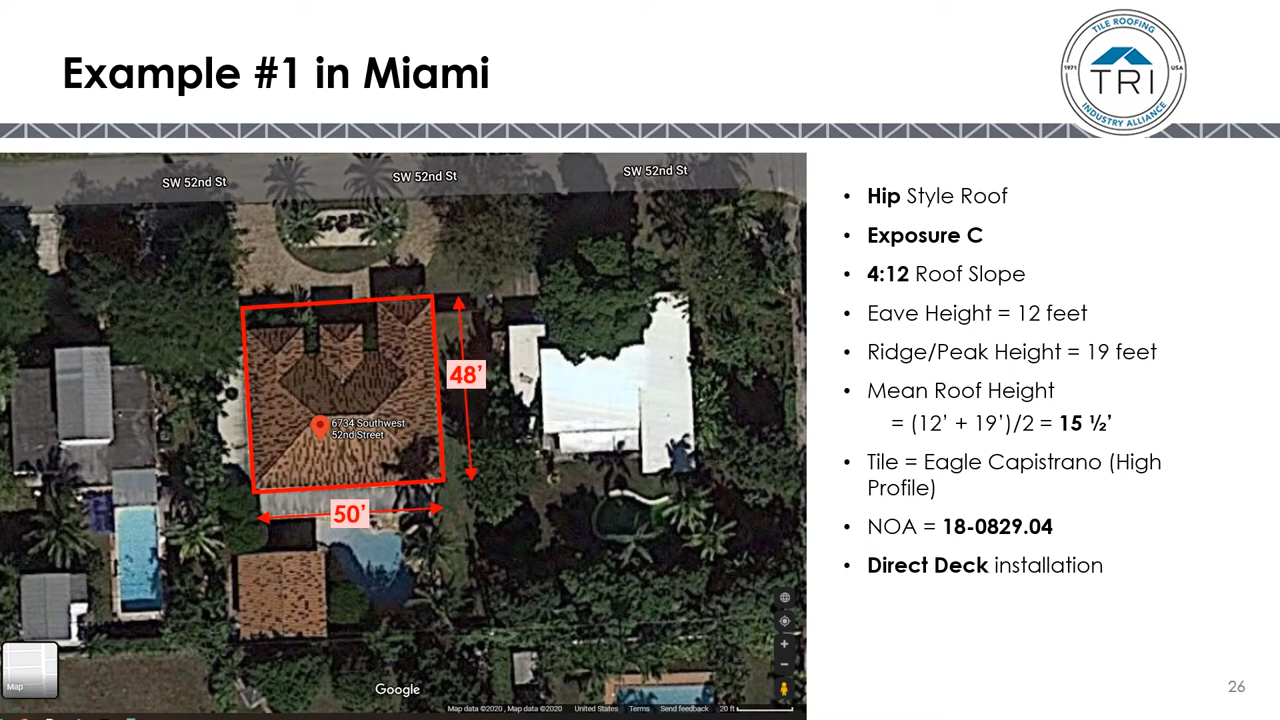 Example #1 in Miami
TILE ROOFING
1971
USA
TRI
INDUSTRY ALLIANCE
SW 52nd St
SW 52nd St
SW 52nd St
48’
6734 Southwest
52nd Street
50’
Map
Google
Map data ©2020 , Map data ©2020 United States Terms Send feedback 20 ft
• Hip Style Roof
• Exposure C
• 4:12 Roof Slope
• Eave Height = 12 feet
• Ridge/Peak Height = 19 feet
• Mean Roof Height
= (12’ + 19’)/2 = 15 ½’
• Tile = Eagle Capistrano (High
Profile)
• NOA = 18-0829.04
• Direct Deck installation
26